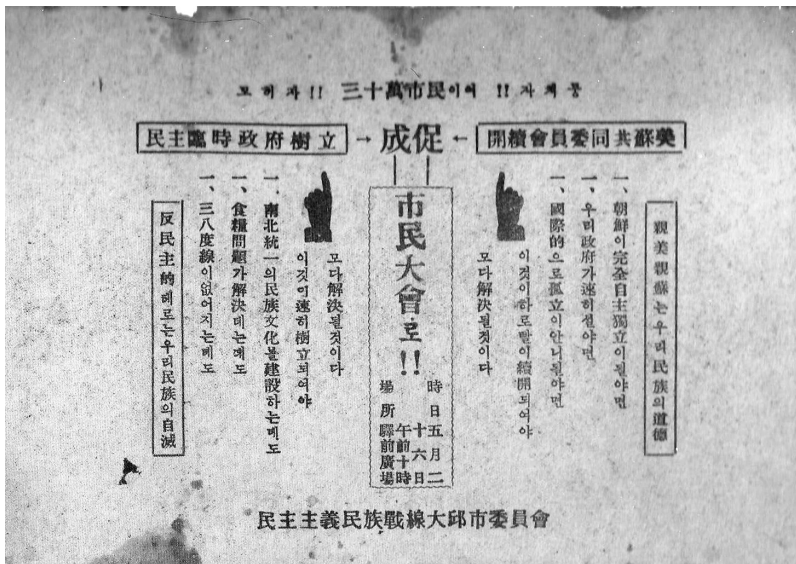 뭉치자!! 三十萬市民이여 모히자!!
美蘇共同委員會續開
促成
民主臨時政府樹立
親美親蘇는우리民族의道德
一、朝鮮이完全自主獨立이될야면
一、우리政府가速히설야면
一、國際的으로孤立이안니될야면
이것이하로빨이續開되여야
모다解決될것이다
市民大會로!!
時日 五月二十六日
午前十時
場所 驛前廣場
反民主的헤로는우리民族의自滅
一、三八度線이없어지는데도
一、食糧問題가解決데는데도
一、南北統一의民族文化를建設하는데도
이것이速히樹立되여야
모다解決될것이다
民主主義民族戰線大邱市委員會